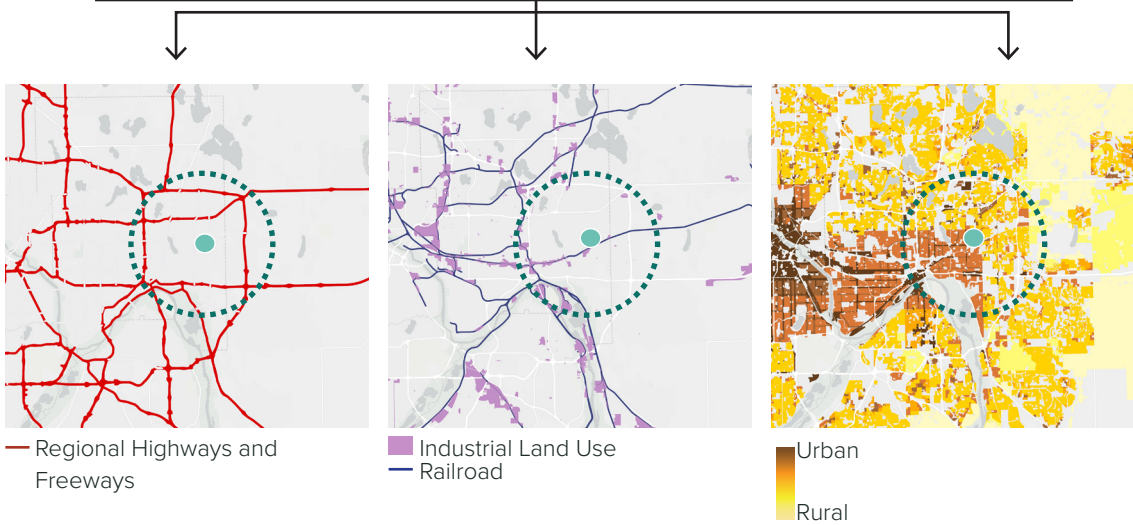 Regional Highways and
Freeways
Industrial Land Use
Railroad
Urban
Rural